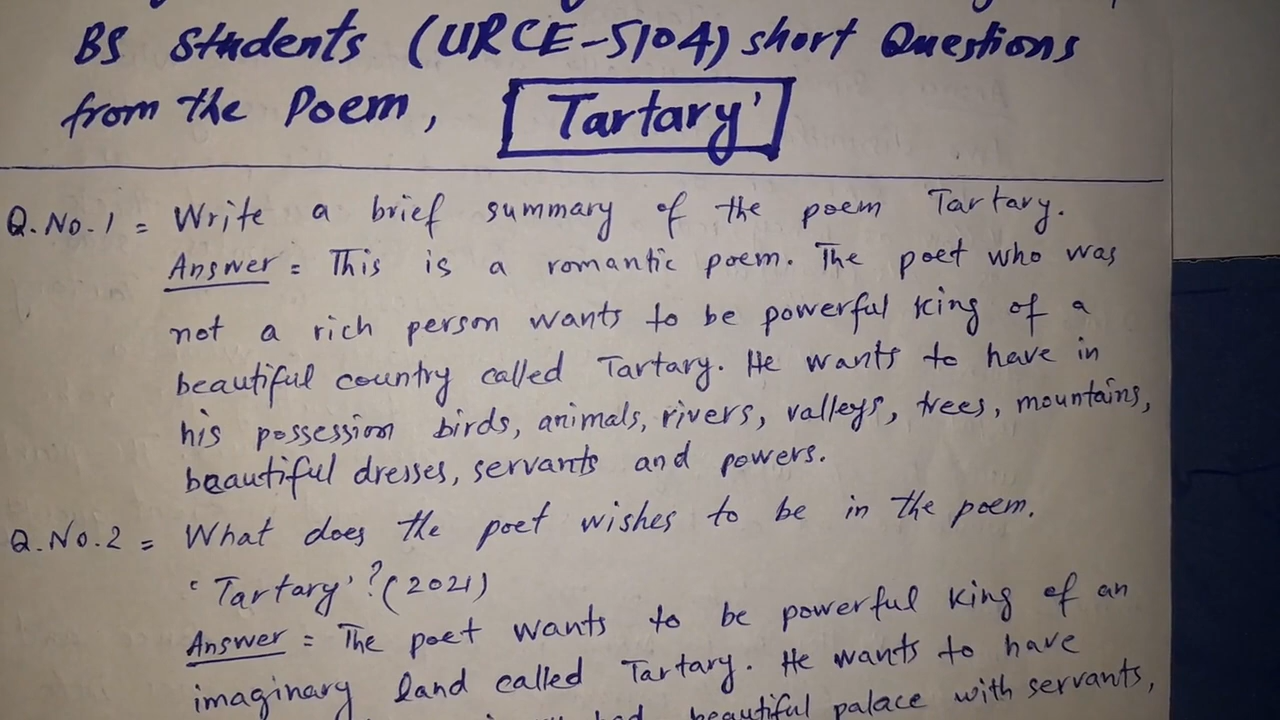 BS Students (URCE-5104) short Questions
from the Poem, [Tartary']
Q.No.1 = Write a brief summary of the poem Tartary.
Answer = This is a romantic poem. The poet who was
not a rich person wants to be powerful king of a
beautiful country called Tartary. He wants to have in
his possession birds, animals, rivers, valleys, trees, mountains,
beautiful dresses, servants and powers.
Q.No.2 = What does the poet wishes to be in the poem.
'Tartary'? (2021)
Answer = The poet wants to be powerful king of an
imaginary land called Tartary. He wants to have
beautiful palace with servants,